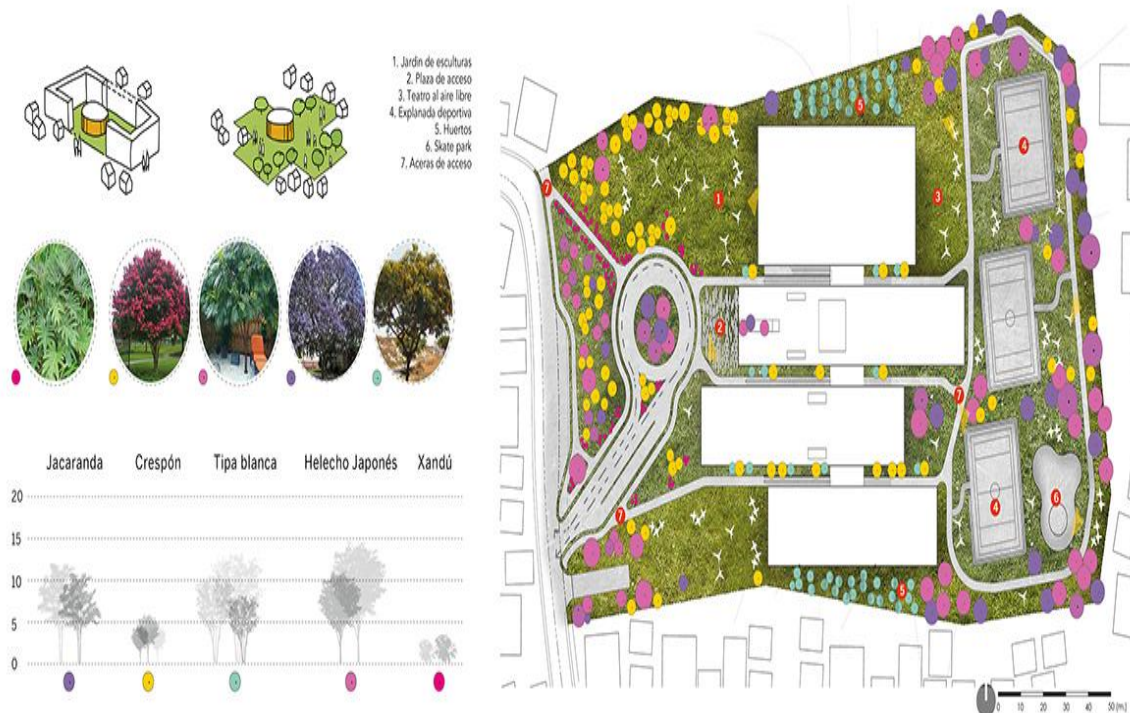 1. Jardin de esculturas
2. Plaza de acceso
3. Teatro al aire libre
4. Explanada deportiva
5. Huertos
6. Skate park
7. Aceras de acceso
Jacaranda Crespón Tipa blanca Helecho Japonés Xandú
20
15
10
5
0
5
7
4
1
3
2
7
4
6
7
5
0 10 20 30 40 50 (m.)